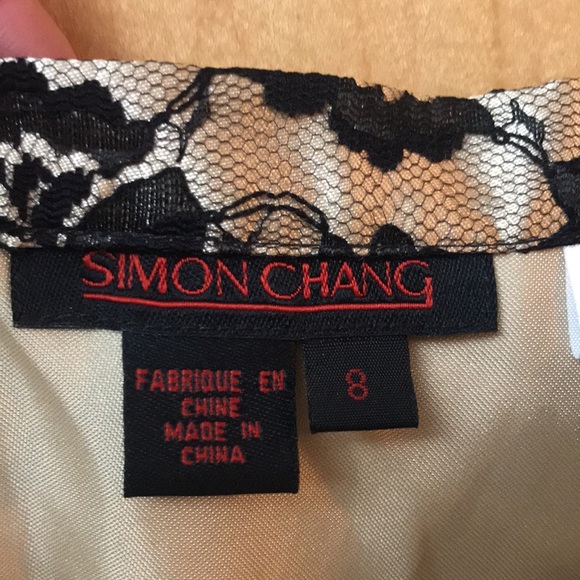 SIMON CHANG
FABRIQUE EN
CHINE
MADE IN
CHINA
8